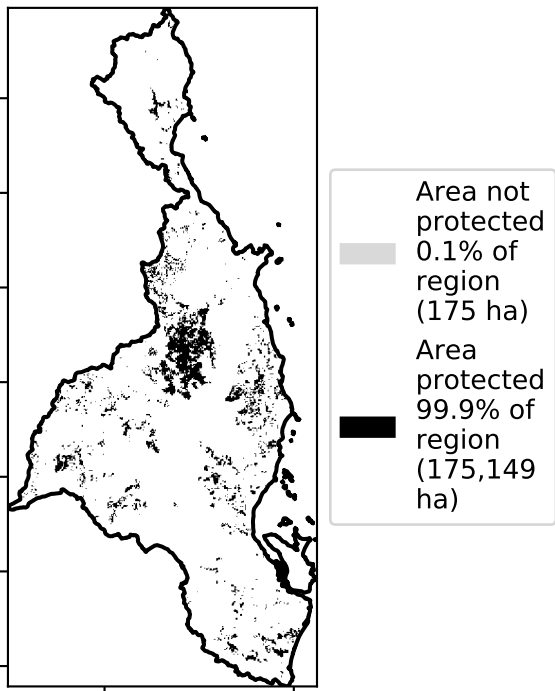 Area not
protected
0.1% of
region
(175 ha)
Area
protected
99.9% of
region
(175,149
ha)